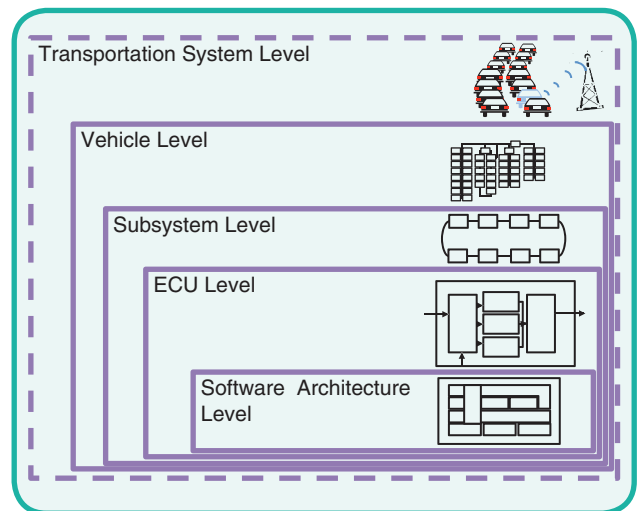 Transportation System Level
Vehicle Level
Subsystem Level
ECU Level
Software Architecture
Level